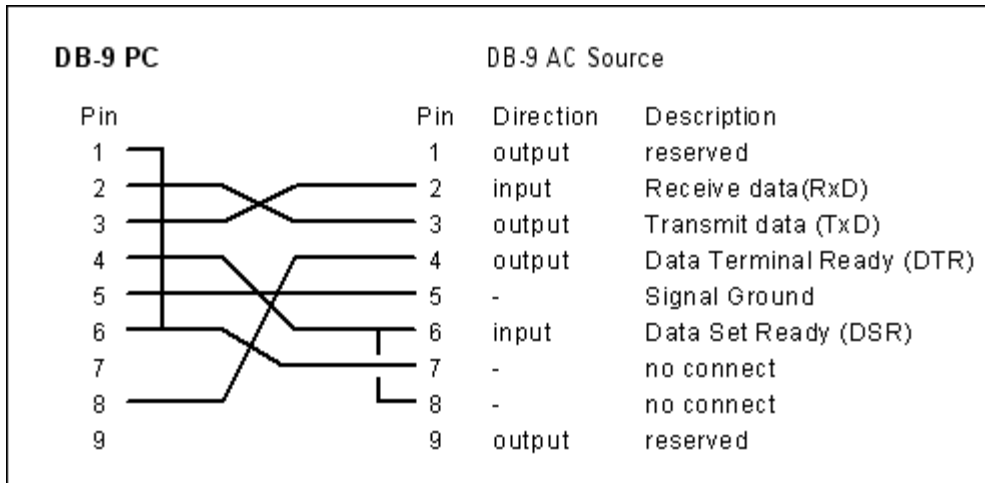 DB-9 PC DB-9 AC Source
Pin Pin Direction Description
1 1 output reserved
2 2 input Receive data(RxD)
3 3 output Transmit data (TxD)
4 4 output Data Terminal Ready (DTR)
5 5 - Signal Ground
6 6 input Data Set Ready (DSR)
7 7 - no connect
8 8 - no connect
9 9 output reserved